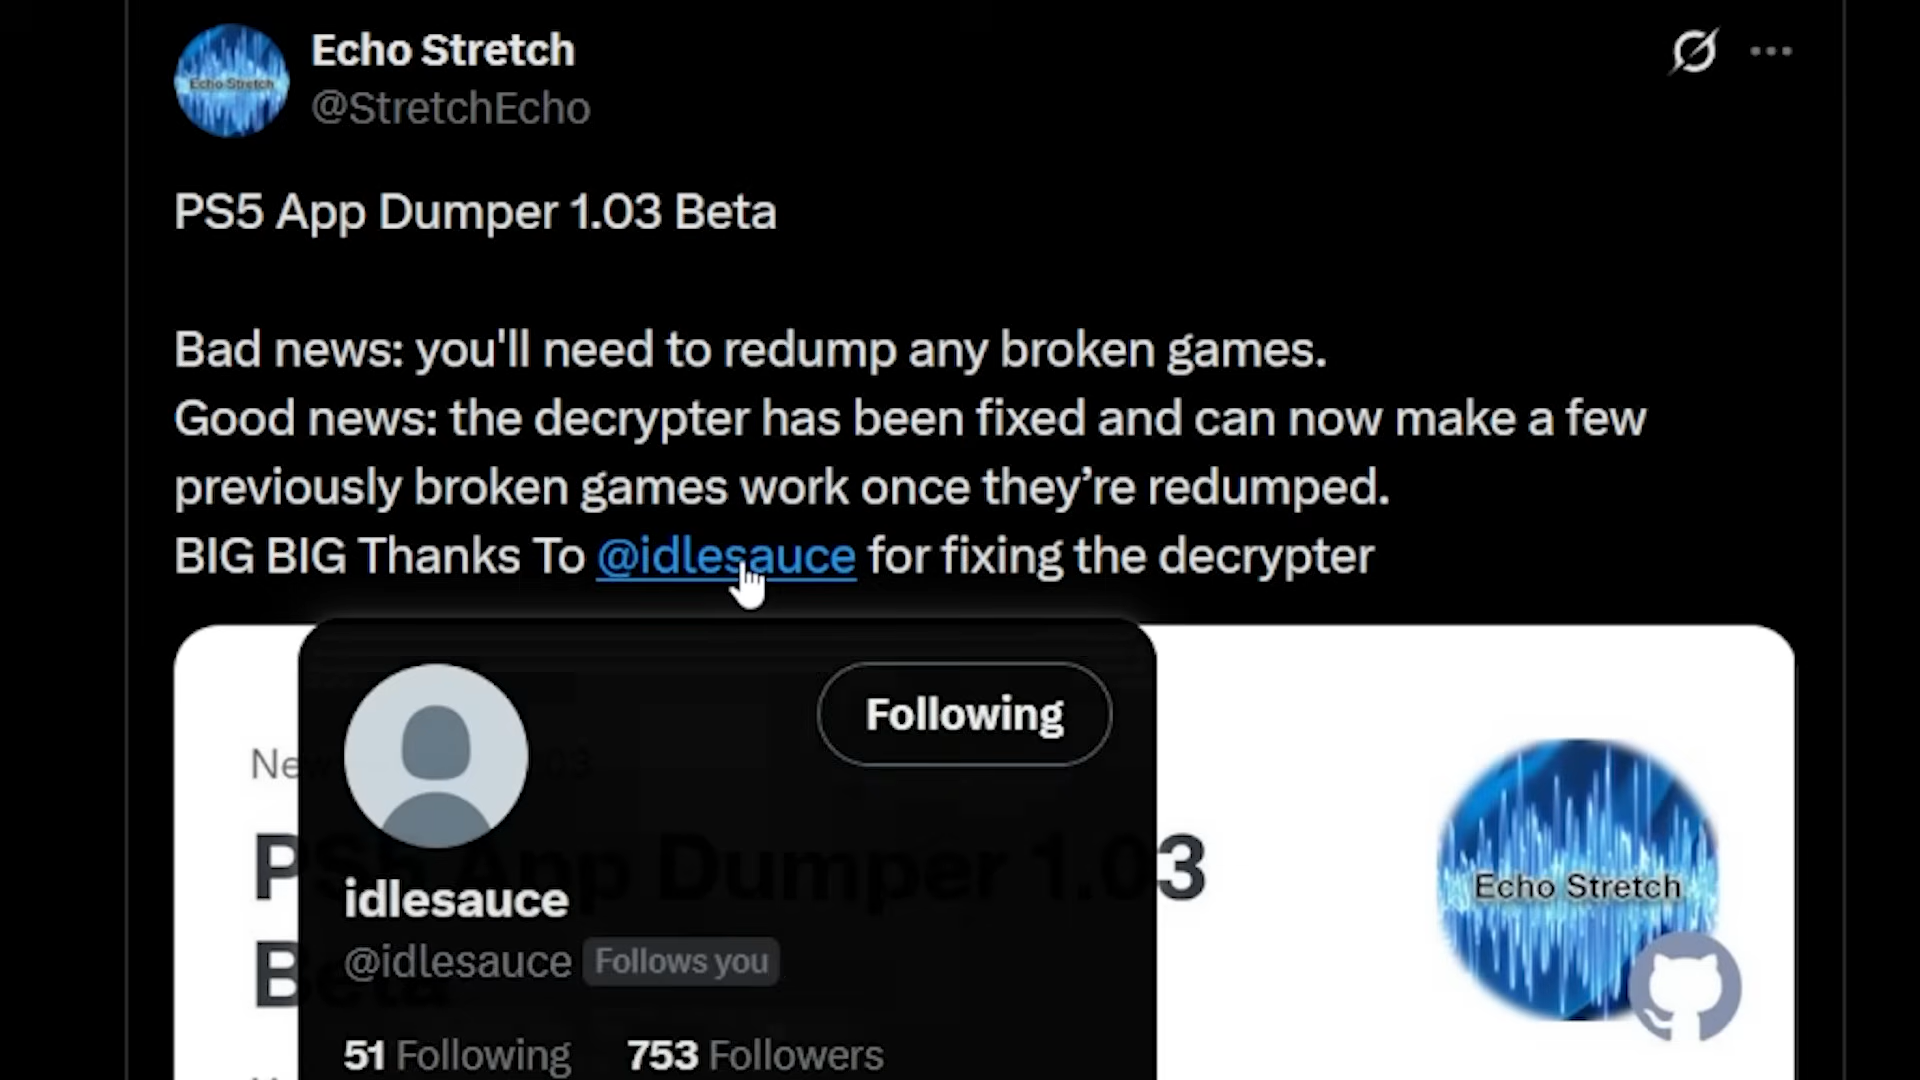 Echo Stretch
Echo Stretch
@StretchEcho
PS5 App Dumper 1.03 Beta
Bad news: you'll need to redump any broken games.
Good news: the decrypter has been fixed and can now make a few
previously broken games work once they’re redumped.
BIG BIG Thanks To @idlesauce for fixing the decrypter
Following
PS5 App Dumper 1.03
Beta
Echo Stretch
idlesauce
@idlesauce Follows you
51 Following 753 Followers